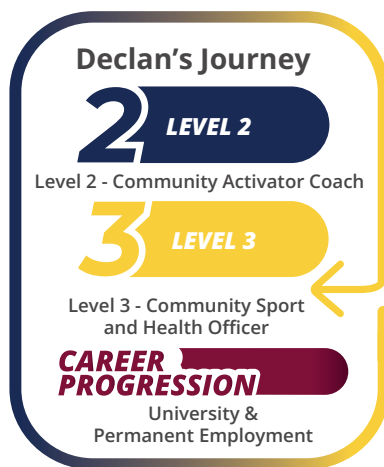 Declan’s Journey
2 LEVEL 2
Level 2 - Community Activator Coach
3 LEVEL 3
Level 3 - Community Sport
and Health Officer
CAREER
PROGRESSION
University &
Permanent Employment